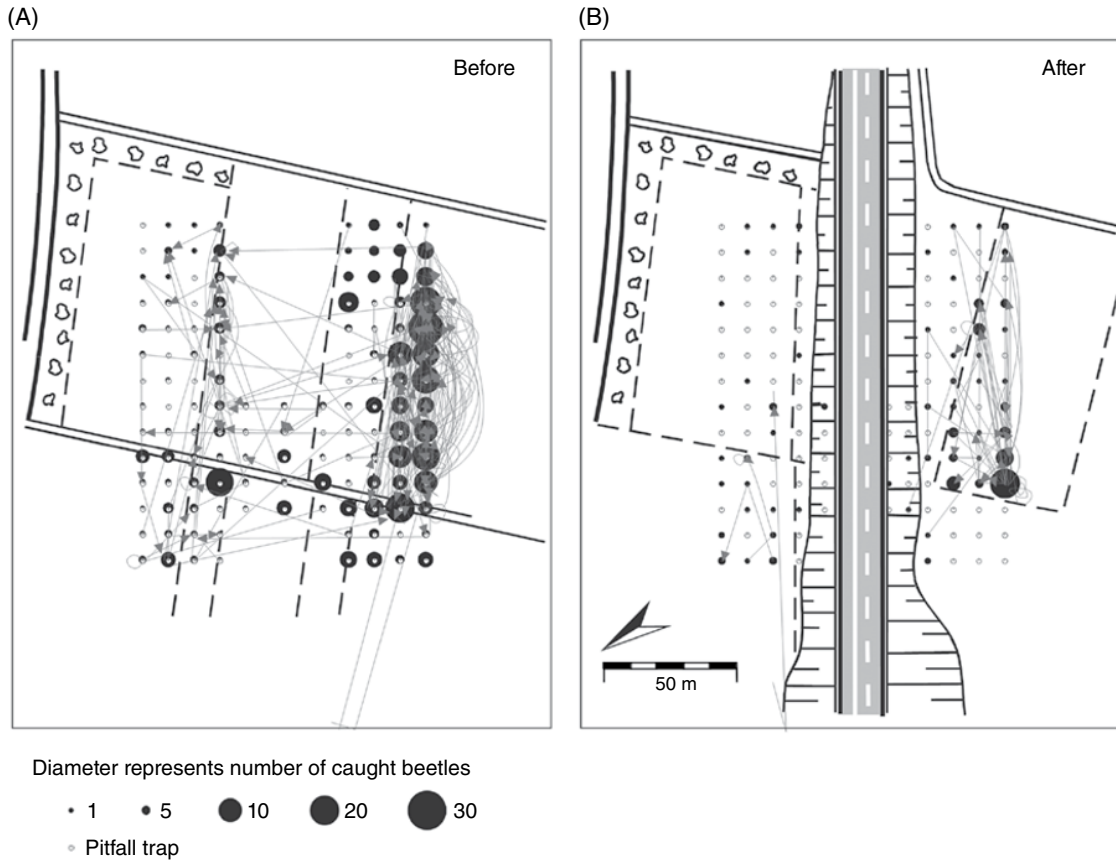 (A)
(B)
Before
After
50 m
Diameter represents number of caught beetles
1 5 10 20 30
Pitfall trap